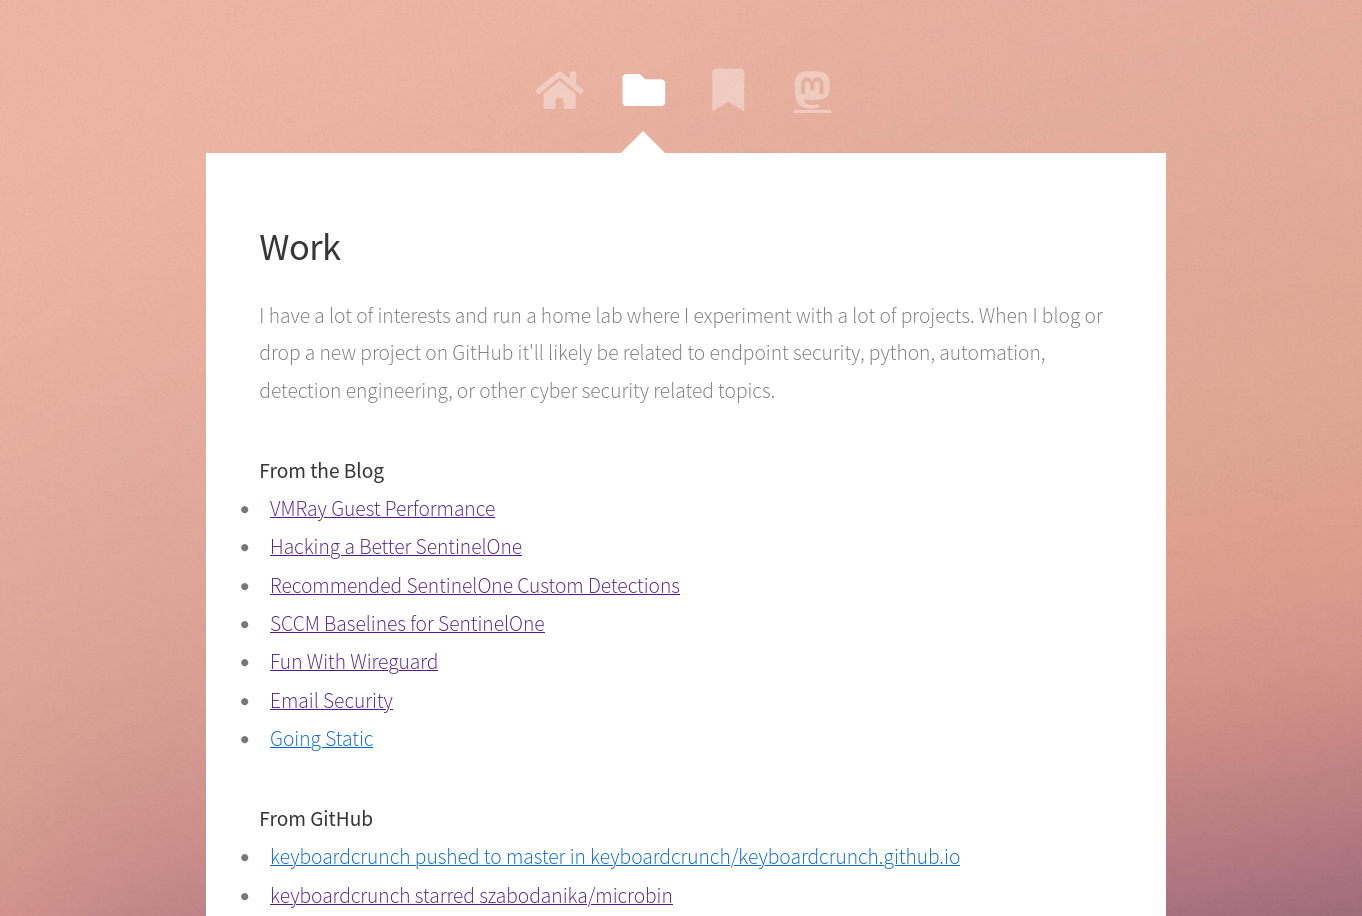 Work
I have a lot of interests and run a home lab where I experiment with a lot of projects. When I blog or
drop a new project on GitHub it'll likely be related to endpoint security, python, automation,
detection engineering, or other cyber security related topics.
From the Blog
VMRay Guest Performance
Hacking a Better SentinelOne
Recommended SentinelOne Custom Detections
SCCM Baselines for SentinelOne
Fun With Wireguard
Email Security
Going Static
From GitHub
keyboardcrunch pushed to master in keyboardcrunch/keyboardcrunch.github.io
keyboardcrunch starred szabodanika/microbin